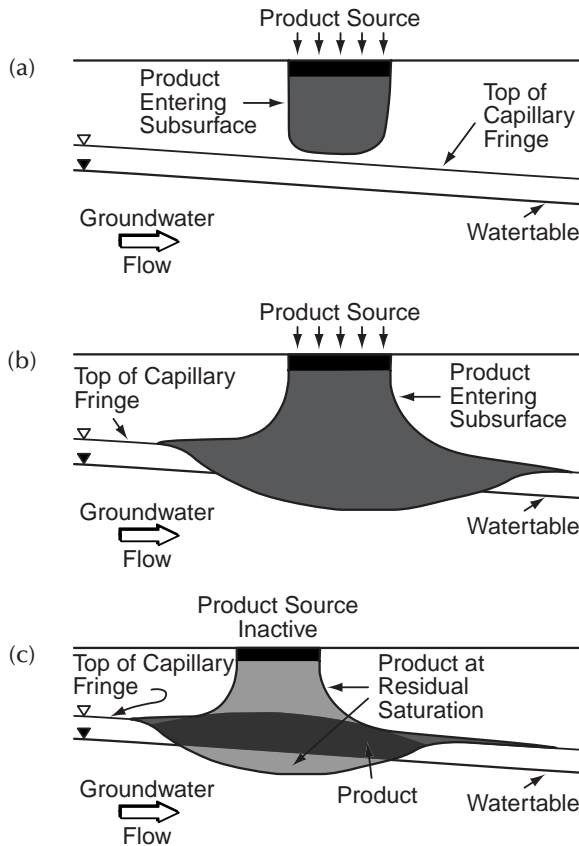 Product Source
(a)
Product
Entering
Subsurface
Top of
Capillary
Fringe
Groundwater
Flow
Watertable
Product Source
(b)
Top of Capillary
Fringe
Product
Entering
Subsurface
Groundwater
Flow
Watertable
Product Source
Inactive
(c)
Top of Capillary
Fringe
Product at
Residual
Saturation
Groundwater
Flow
Product
Watertable